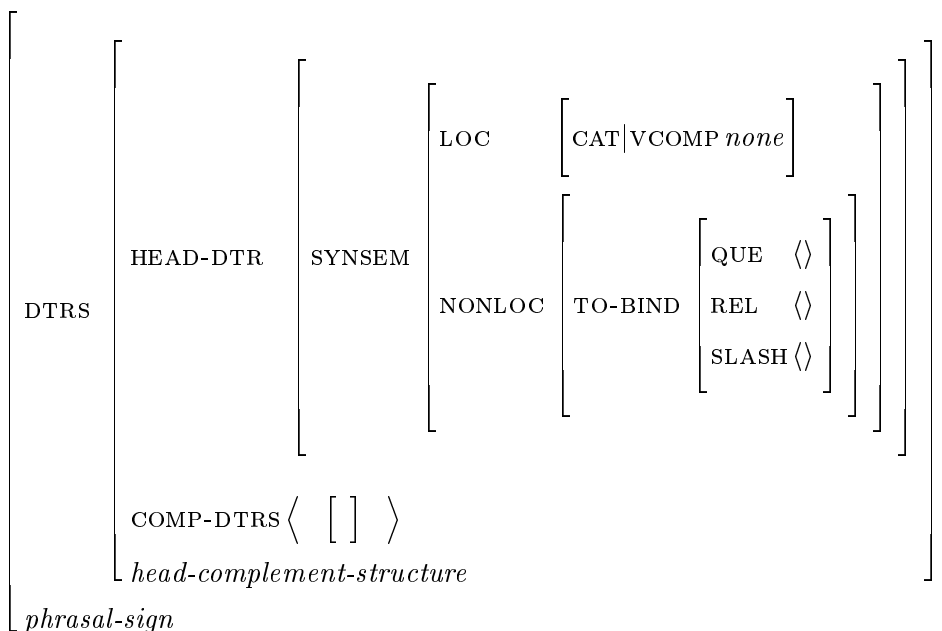 LOC [CAT|VCOMP none]
QUE ⟨⟩
HEAD-DTR SYNSEM
NONLOC TO-BIND REL ⟨⟩
DTRS
SLASH ⟨⟩
COMP-DTRS ⟨ [ ] ⟩
head-complement-structure
phrasal-sign